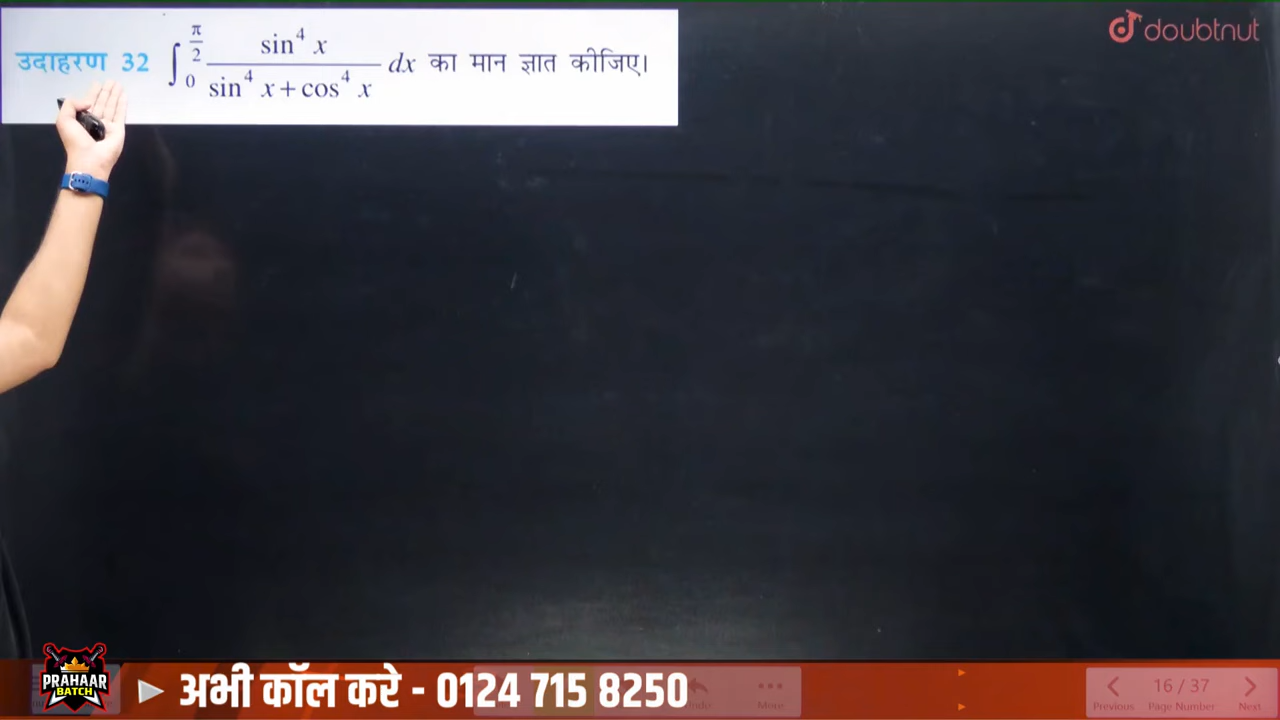 उदाहरण 32 ∫₀^(π/2) sin⁴ x / (sin⁴ x + cos⁴ x) dx का मान ज्ञात कीजिए।
doubtnut
PRAHAAR
BATCH
अभी कॉल करे - 0124 715 8250
More
16 / 37
Previous Page Number Next